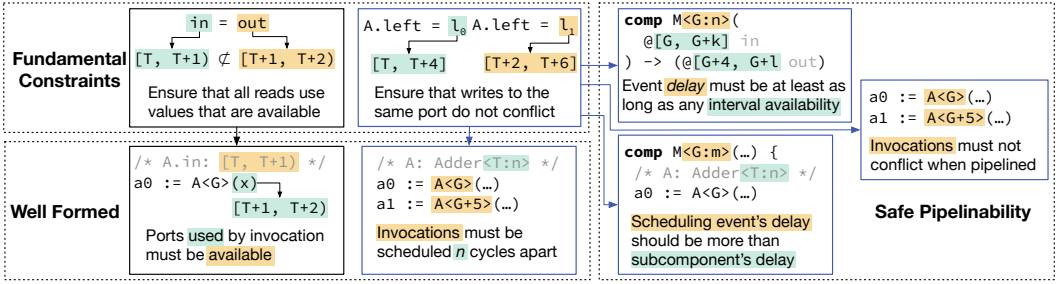 Fundamental
Constraints
in = out
[T, T+1) ⊄ [T+1, T+2)
Ensure that all reads use
values that are available
A.left = l0 A.left = l1
[T, T+4] [T+2, T+6]
Ensure that writes to the
same port do not conflict
comp M<G:n>(
@[G, G+k] in
) -> (@[G+4, G+l out)
Event delay must be at least as
long as any interval availability
a0 := A<G>(…)
a1 := A<G+5>(…)
Invocations must not
conflict when pipelined
Well Formed
/* A.in: [T, T+1) */
a0 := A<G>(x)
[T+1, T+2)
Ports used by invocation
must be available
/* A: Adder<T:n> */
a0 := A<G>(…)
a1 := A<G+5>(…)
Invocations must be
scheduled n cycles apart
comp M<G:m>(…) {
/* A: Adder<T:n> */
a0 := A<G>(…)
Scheduling event's delay
should be more than
subcomponent's delay
Safe Pipelinability